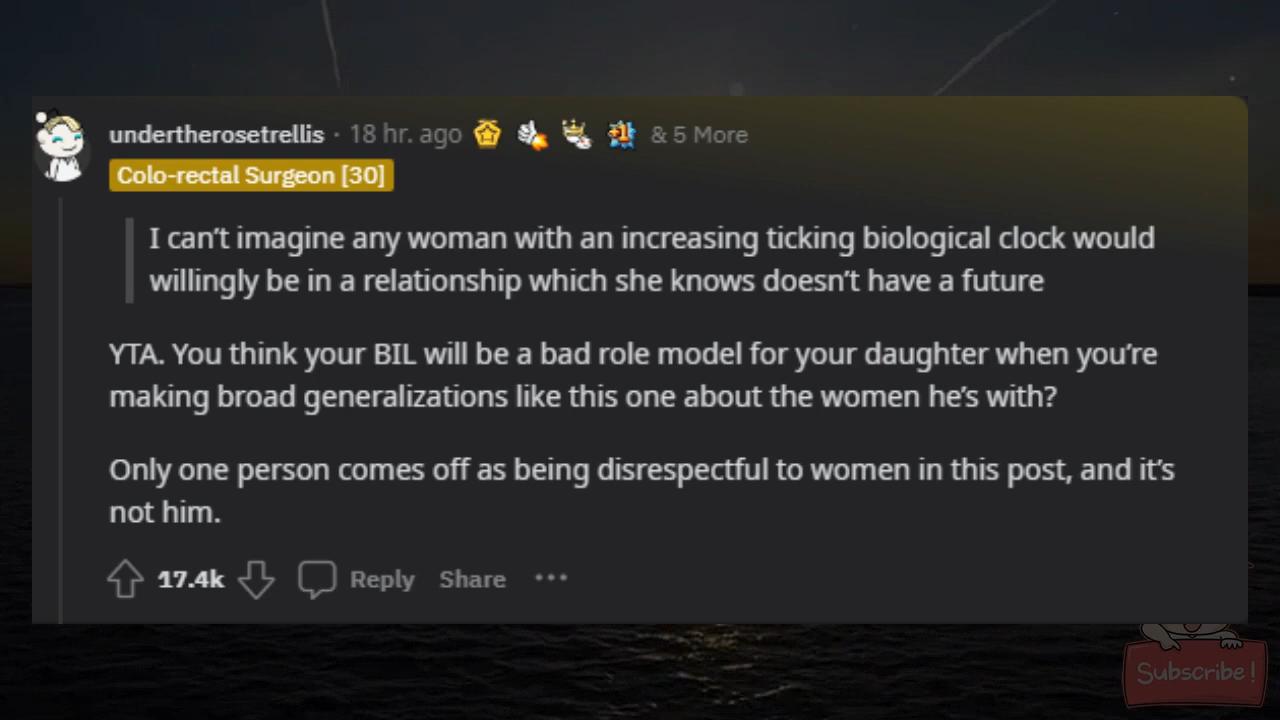 undertherosetrellis · 18 hr. ago & 5 More
Colo-rectal Surgeon [30]
I can’t imagine any woman with an increasing ticking biological clock would
willingly be in a relationship which she knows doesn’t have a future
YTA. You think your BIL will be a bad role model for your daughter when you’re
making broad generalizations like this one about the women he’s with?
Only one person comes off as being disrespectful to women in this post, and it’s
not him.
17.4k Reply Share ···
Subscribe!